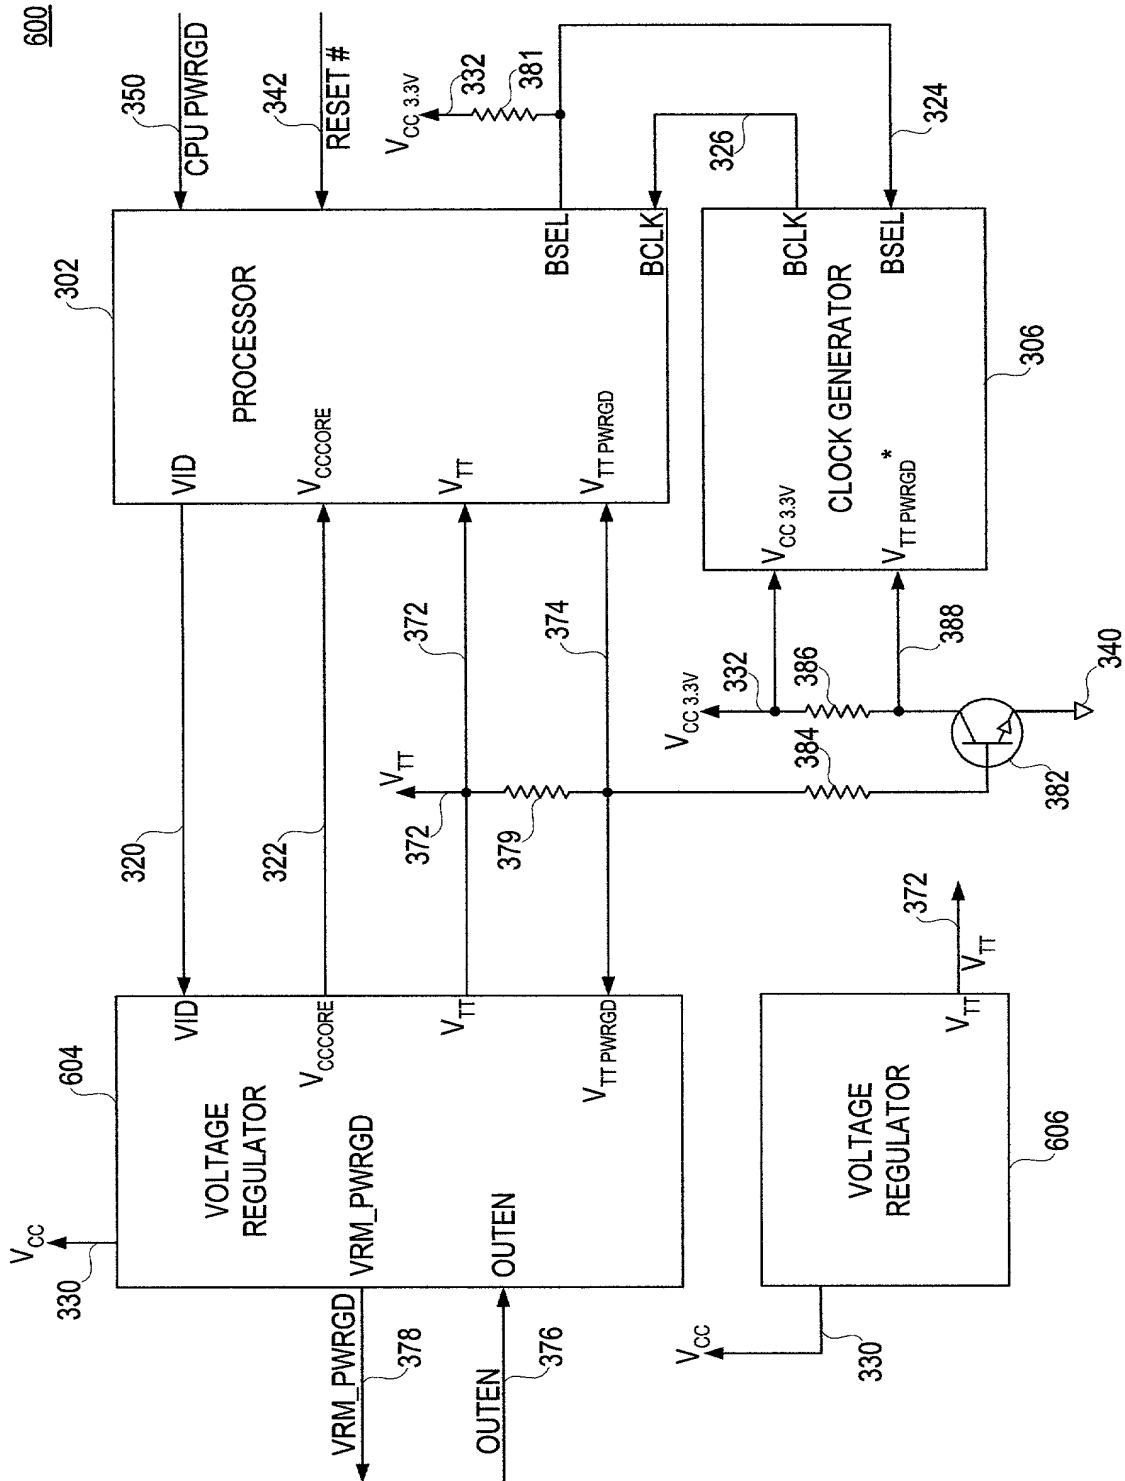 600
350
CPU PWRGD
342
RESET #
VCC 3.3V
332
381
324
326
302
PROCESSOR
VID
VCCCORE
VTT
VTT PWRGD
BSEL
BCLK
BCLK
BSEL
CLOCK GENERATOR
VCC 3.3V
VTT PWRGD*
306
320
322
372
374
VTT
372
379
VCC 3.3V
332
386
388
384
382
340
VCC
330
604
VOLTAGE
REGULATOR
VID
VCCCORE
VTT
VTT PWRGD
VRM_PWRGD
OUTEN
VRM_PWRGD
378
OUTEN
376
VOLTAGE
REGULATOR
VTT
VTT
372
606
VCC
330